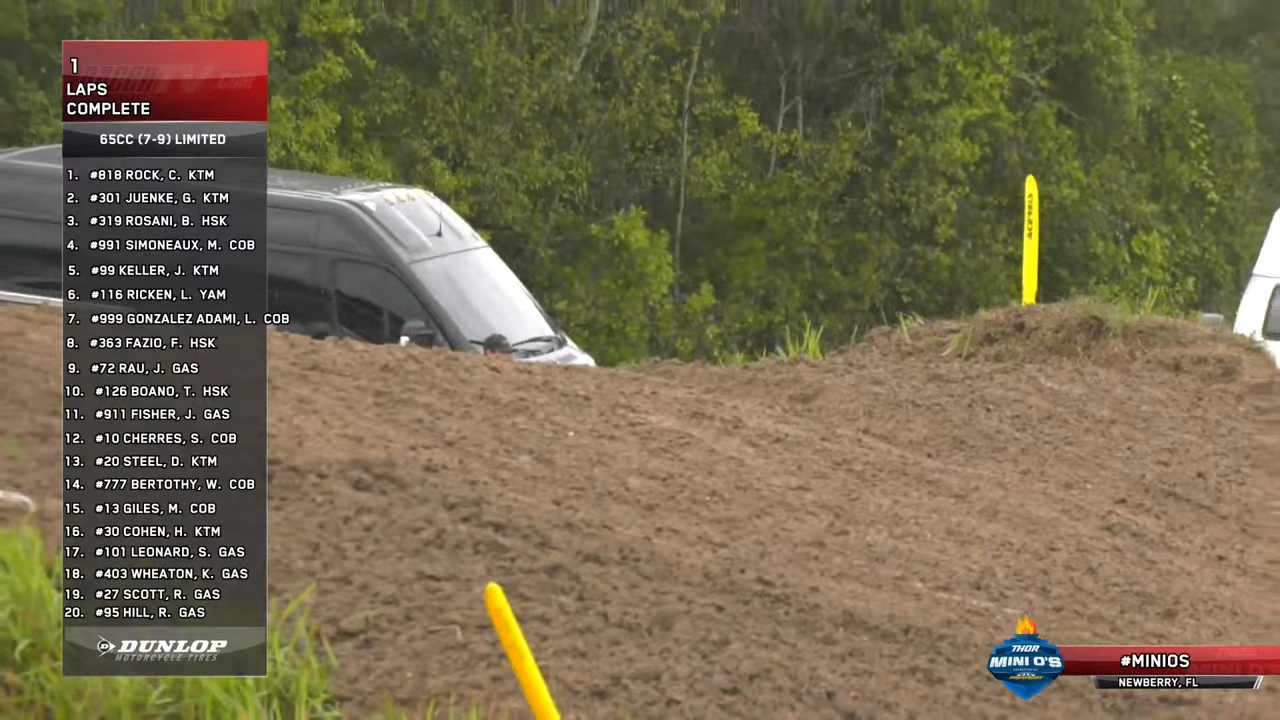 1
LAPS
COMPLETE
65CC (7-9) LIMITED
1. #818 ROCK, C. KTM
2. #301 JUENKE, G. KTM
3. #319 ROSANI, B. HSK
4. #991 SIMONEAUX, M. COB
5. #99 KELLER, J. KTM
6. #116 RICKEN, L. YAM
7. #999 GONZALEZ ADAMI, L. COB
8. #363 FAZIO, F. HSK
9. #72 RAU, J. GAS
10. #126 BOANO, T. HSK
11. #911 FISHER, J. GAS
12. #10 CHERRES, S. COB
13. #20 STEEL, D. KTM
14. #777 BERTOTHY, W. COB
15. #13 GILES, M. COB
16. #30 COHEN, H. KTM
17. #101 LEONARD, S. GAS
18. #403 WHEATON, K. GAS
19. #27 SCOTT, R. GAS
20. #95 HILL, R. GAS
DUNLOP
MOTORCYCLE TIRES
ACERBIS
THOR
MINI O'S
#MINIOS
NEWBERRY, FL